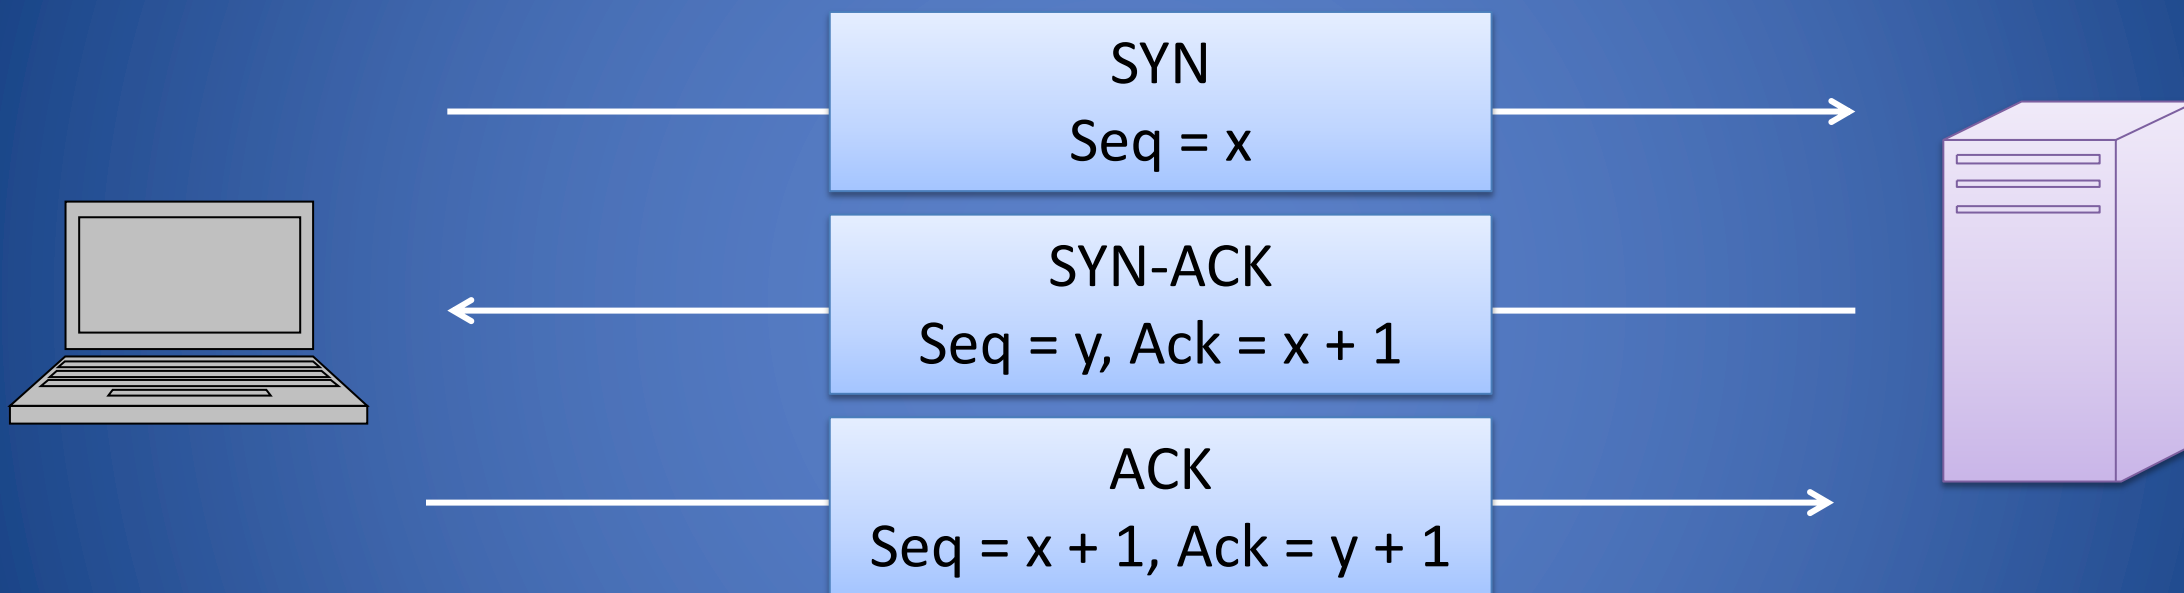 SYN
Seq = x
SYN-ACK
Seq = y, Ack = x + 1
ACK
Seq = x + 1, Ack = y + 1